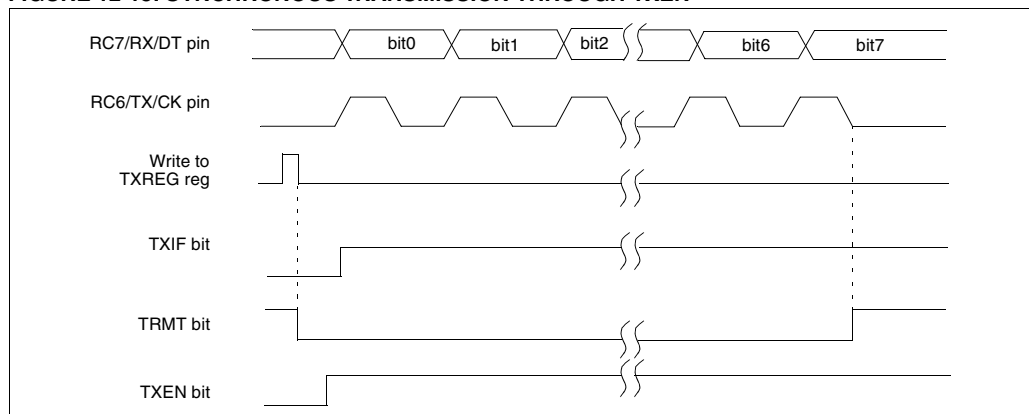 RC7/RX/DT pin
bit0 bit1 bit2 bit6 bit7
RC6/TX/CK pin
Write to
TXREG reg
TXIF bit
TRMT bit
TXEN bit